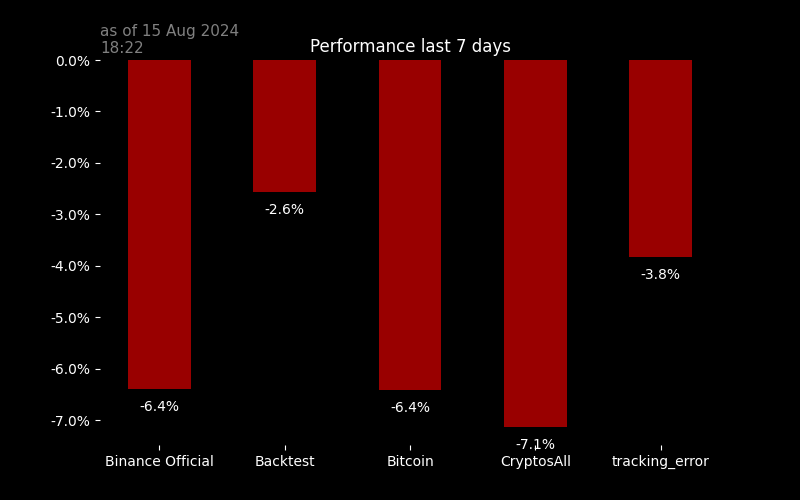 as of 15 Aug 2024
18:22
Performance last 7 days
0.0%
-1.0%
-2.0%
-3.0%
-4.0%
-5.0%
-6.0%
-7.0%
-6.4%
-2.6%
-6.4%
-7.1%
-3.8%
Binance Official
Backtest
Bitcoin
CryptosAll
tracking_error